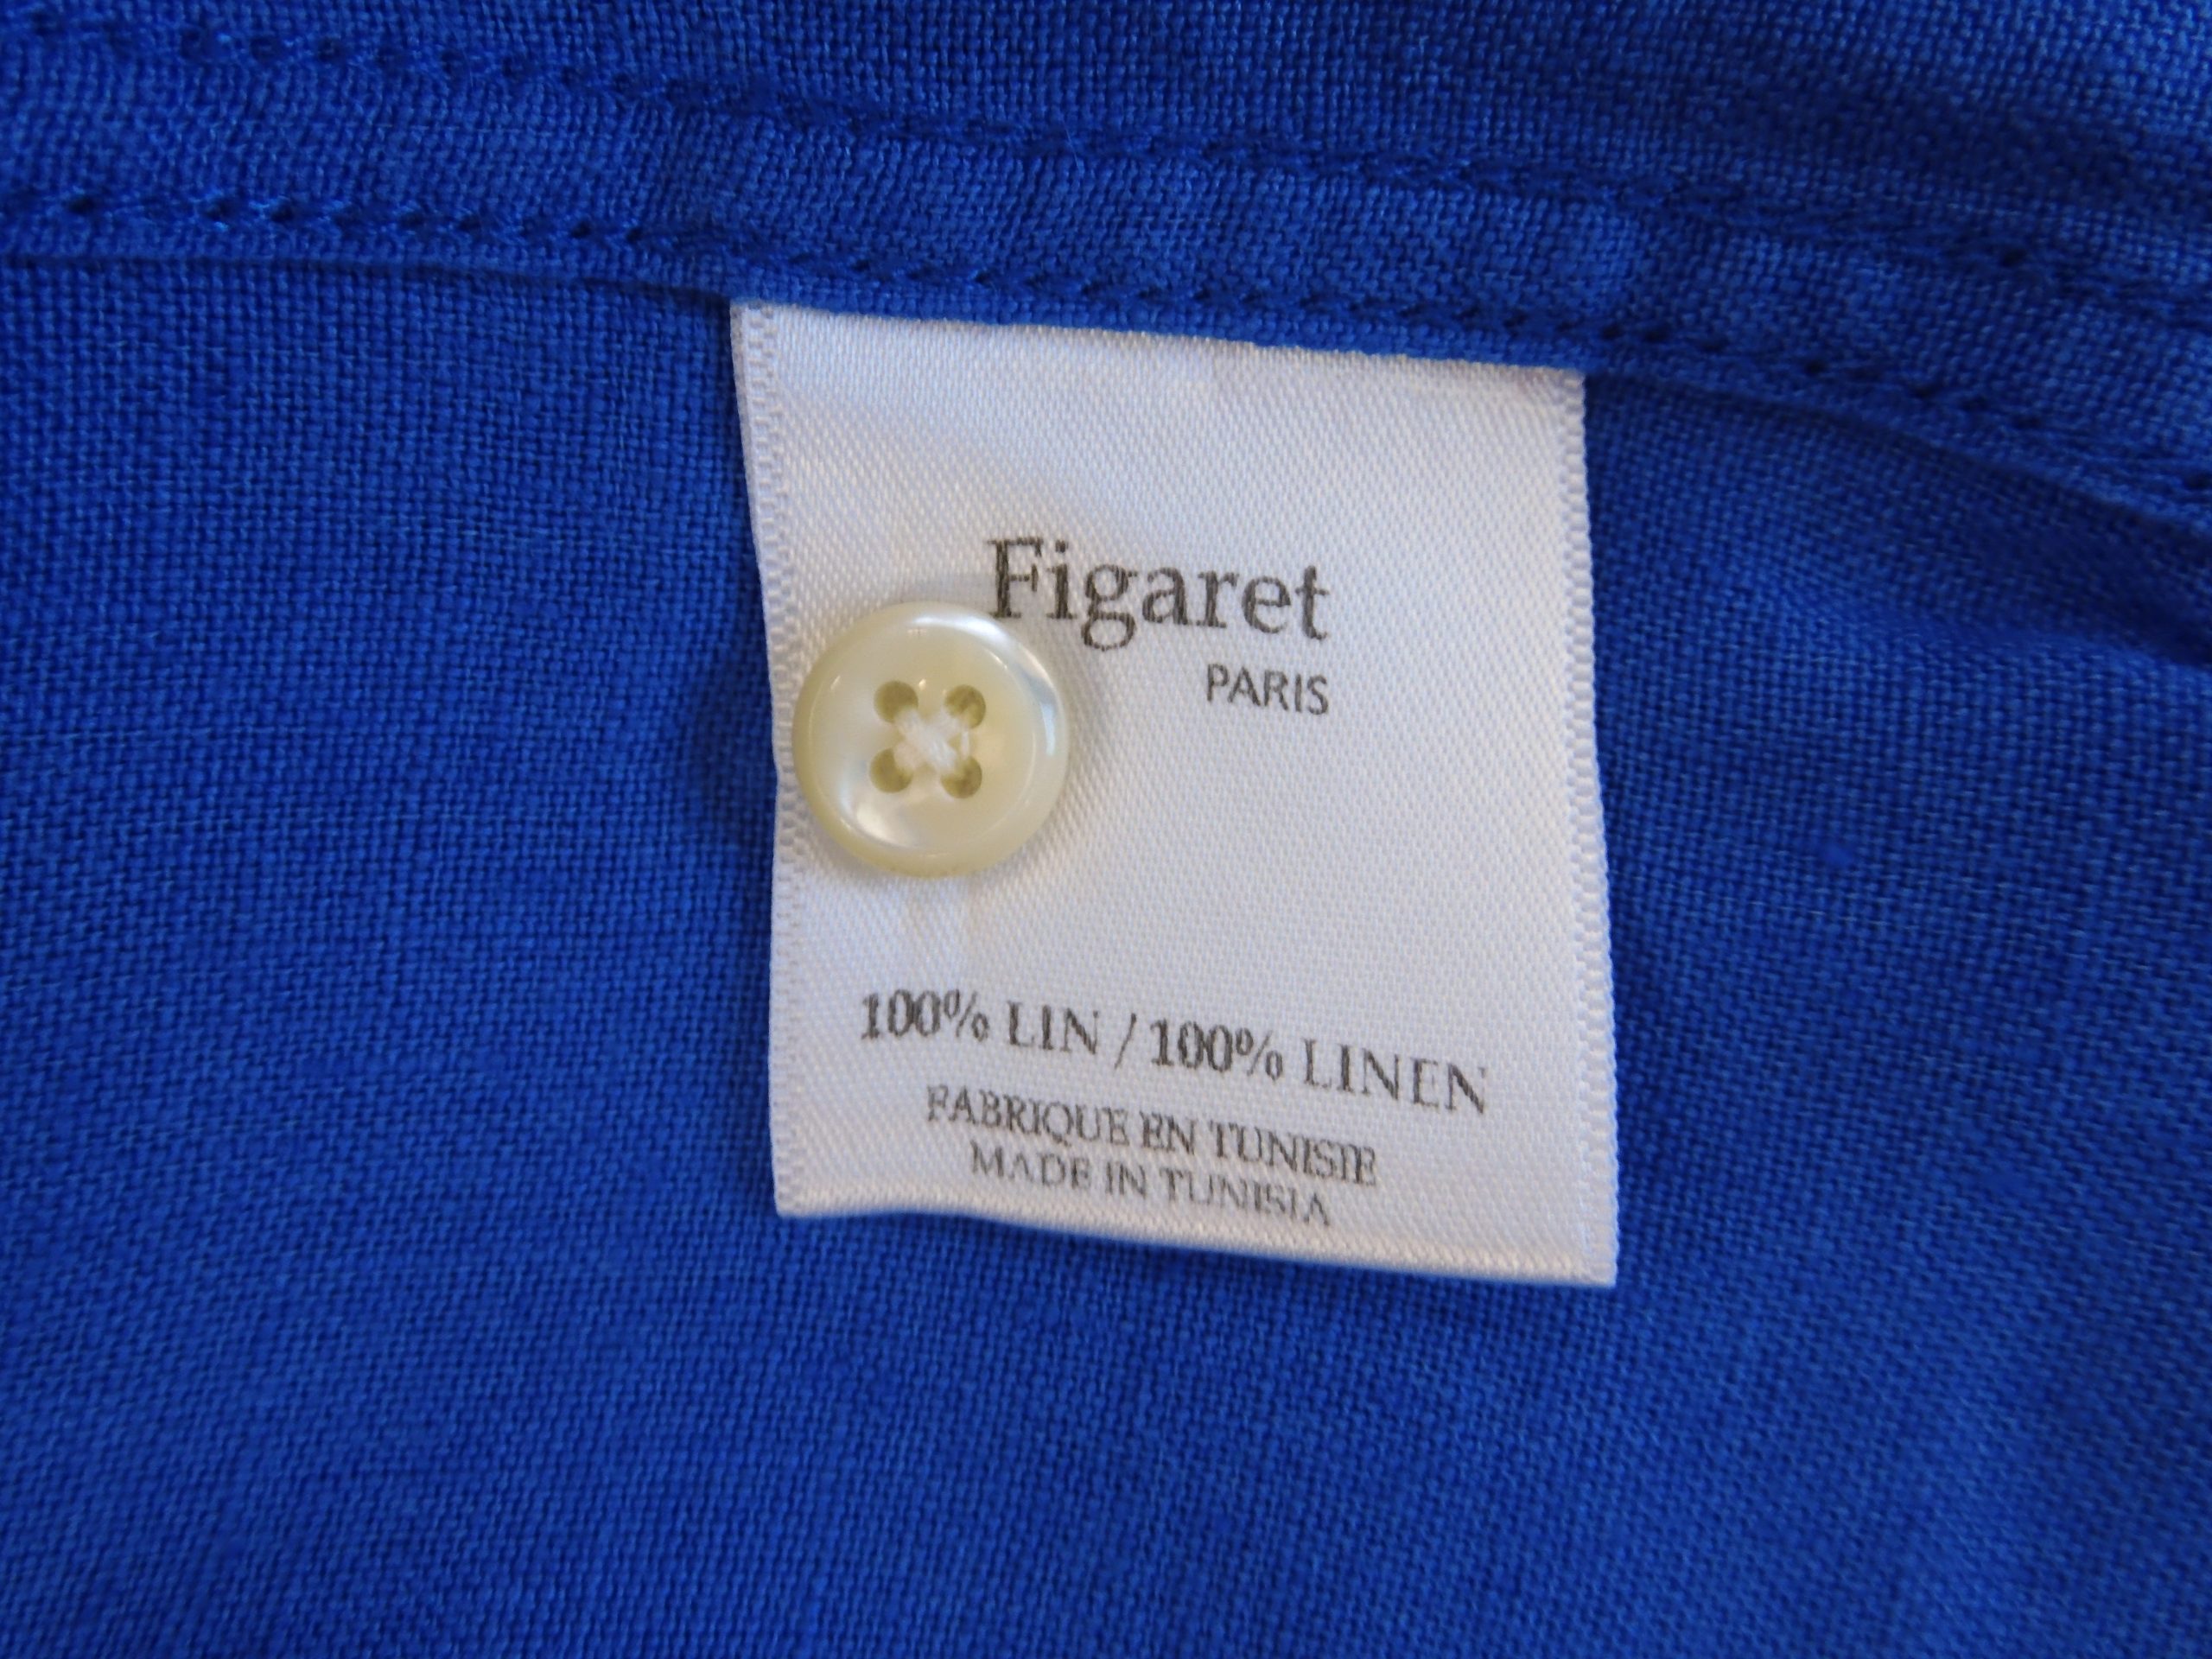 Figaret
PARIS
100% LIN / 100% LINEN
FABRIQUE EN TUNISIE
MADE IN TUNISIA